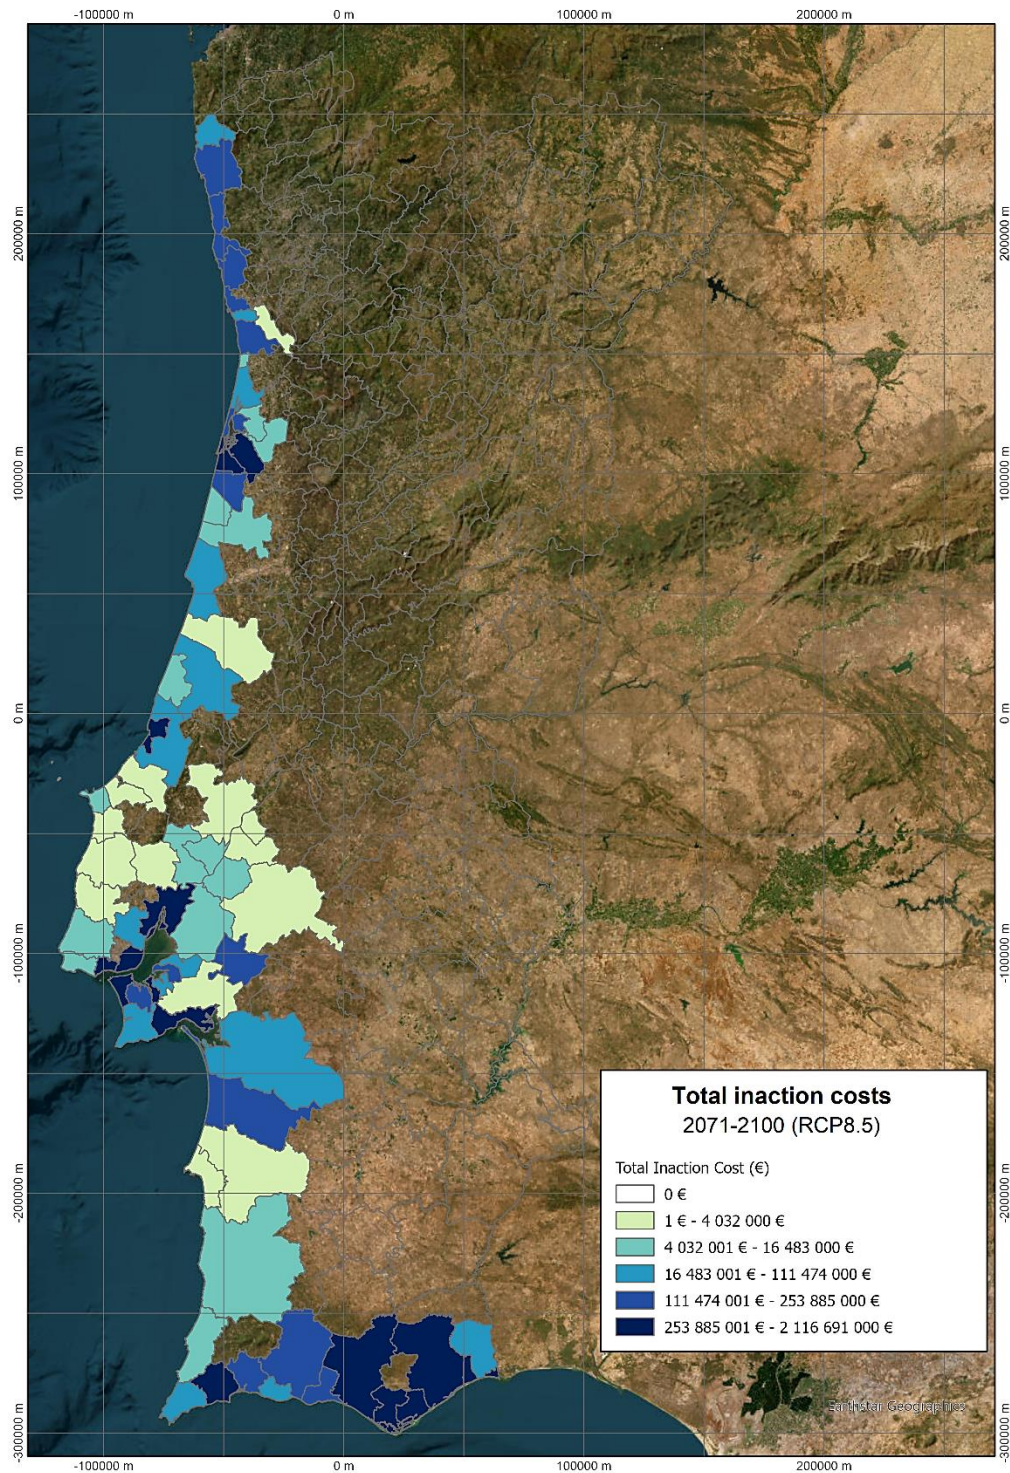 -100000 m 0 m 100000 m 200000 m
200000 m 200000 m
100000 m 100000 m
0 m 0 m
-100000 m -100000 m
-200000 m -200000 m
-300000 m -300000 m
Total inaction costs
2071-2100 (RCP8.5)
Total Inaction Cost (€)
0 €
1 € - 4 032 000 €
4 032 001 € - 16 483 000 €
16 483 001 € - 111 474 000 €
111 474 001 € - 253 885 000 €
253 885 001 € - 2 116 691 000 €
Earthstar Geographics
-100000 m 0 m 100000 m 200000 m